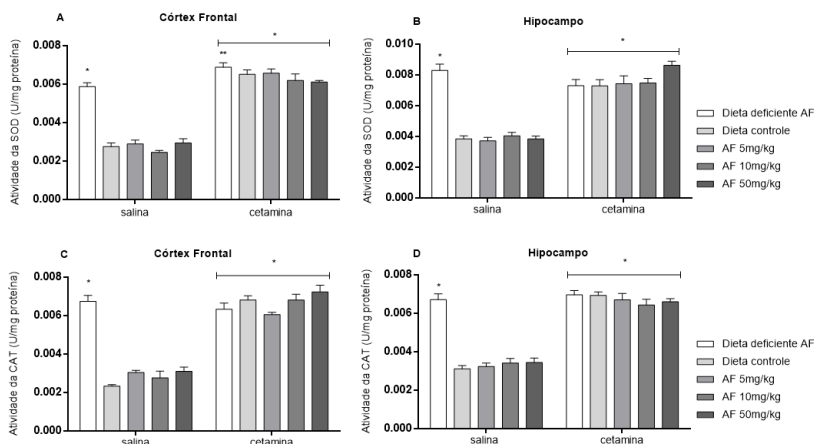 A
Córtex Frontal
Atividade da SOD (U/mg proteína)
0.008
0.006
0.004
0.002
0.000
*
**
*
salina
cetamina
B
Hipocampo
Atividade da SOD (U/mg proteína)
0.010
0.008
0.006
0.004
0.002
0.000
*
*
salina
cetamina
Dieta deficiente AF
Dieta controle
AF 5mg/kg
AF 10mg/kg
AF 50mg/kg
C
Córtex Frontal
Atividade da CAT (U/mg proteína)
0.008
0.006
0.004
0.002
0.000
*
*
salina
cetamina
D
Hipocampo
Atividade da CAT (U/mg proteína)
0.008
0.006
0.004
0.002
0.000
*
*
salina
cetamina
Dieta deficiente AF
Dieta controle
AF 5mg/kg
AF 10mg/kg
AF 50mg/kg